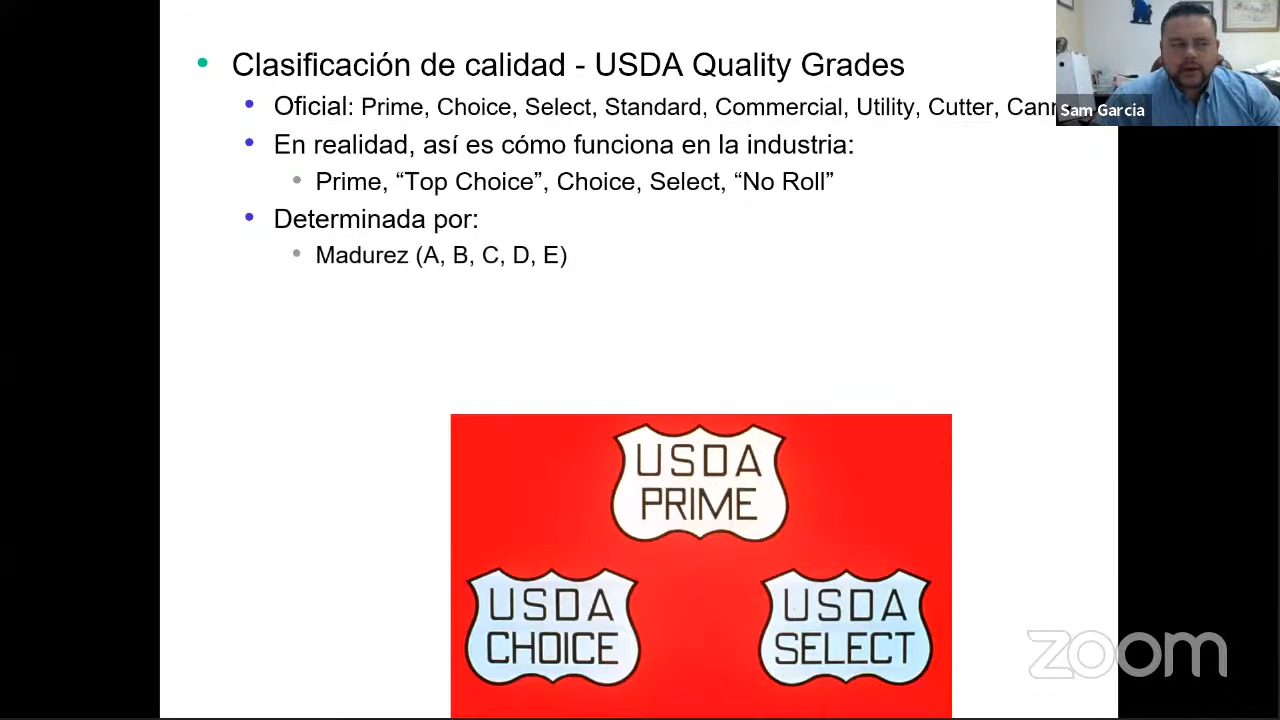 Clasificación de calidad - USDA Quality Grades
Oficial: Prime, Choice, Select, Standard, Commercial, Utility, Cutter,
En realidad, así es cómo funciona en la industria:
Prime, “Top Choice”, Choice, Select, “No Roll”
Determinada por:
Madurez (A, B, C, D, E)
Sam Garcia
USDA
PRIME
USDA
CHOICE
USDA
SELECT
zoom